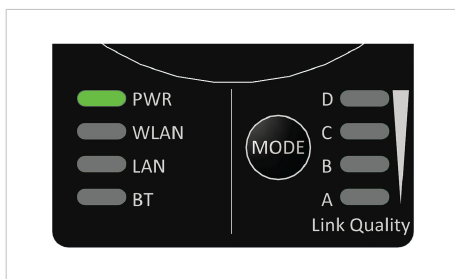 PWR
WLAN
LAN
BT
MODE
D
C
B
A
Link Quality